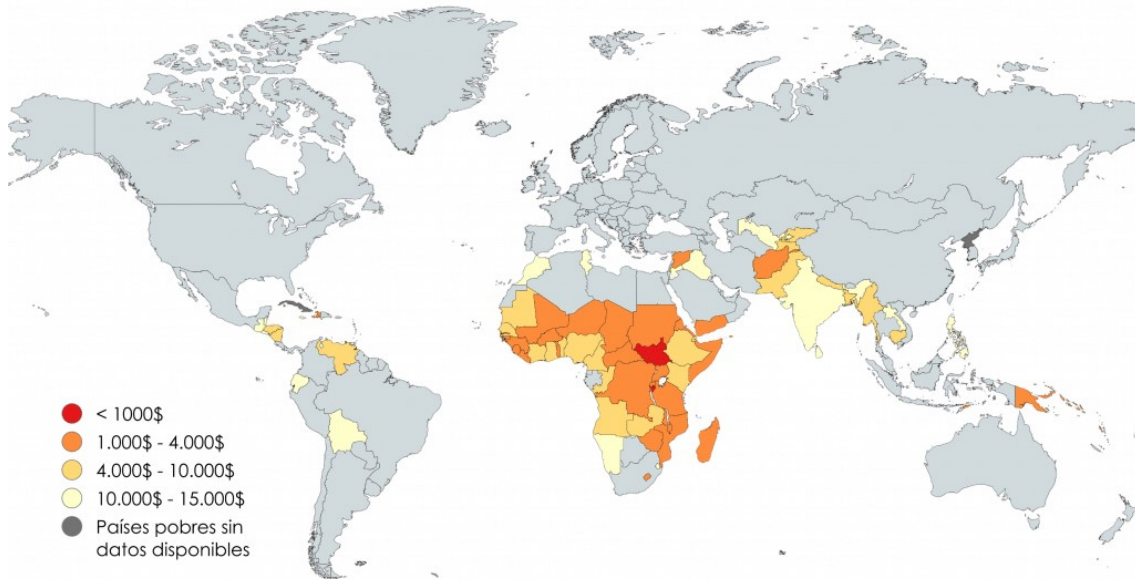 < 1000$
1.000$ - 4.000$
4.000$ - 10.000$
10.000$ - 15.000$
Países pobres sin
datos disponibles